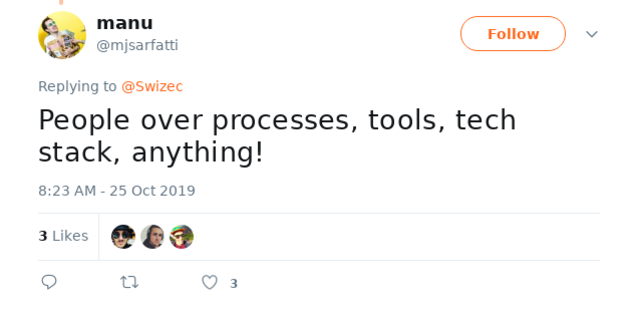 manu
@mjsarfatti
Follow
Replying to @Swizec
People over processes, tools, tech
stack, anything!
8:23 AM - 25 Oct 2019
3 Likes
3